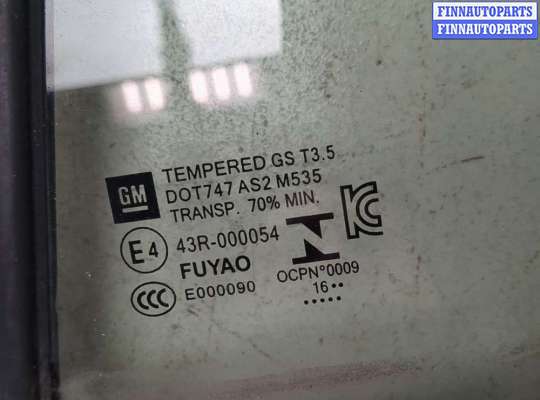 FINNAUTOPARTS
FINNAUTOPARTS
GM
TEMPERED GS T3.5
DOT747 AS2 M535
TRANSP. 70% MIN.
E4 43R-000054
FUYAO
CCC E000090
N
KC
OCPN°0009
16••
•••••